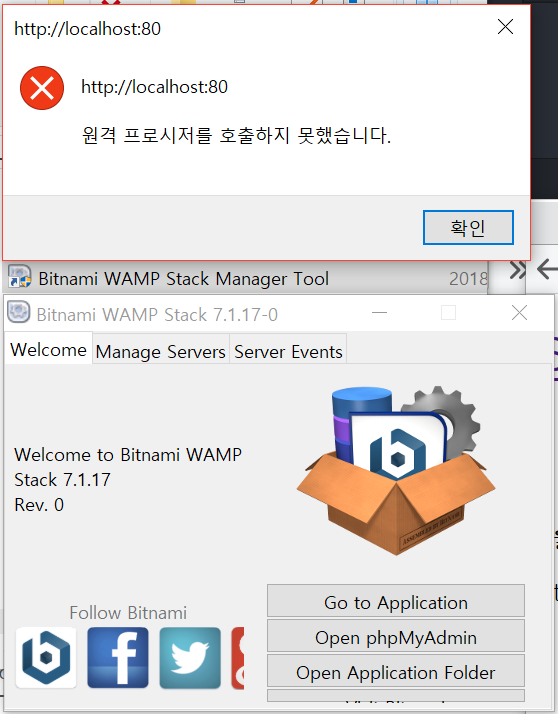 http://localhost:80
http://localhost:80
원격 프로시저를 호출하지 못했습니다.
확인
Bitnami WAMP Stack Manager Tool 2018
Bitnami WAMP Stack 7.1.17-0
Welcome Manage Servers Server Events
Welcome to Bitnami WAMP
Stack 7.1.17
Rev. 0
ASSEMBLED BY BITNAMI
Follow Bitnami
Go to Application
Open phpMyAdmin
Open Application Folder